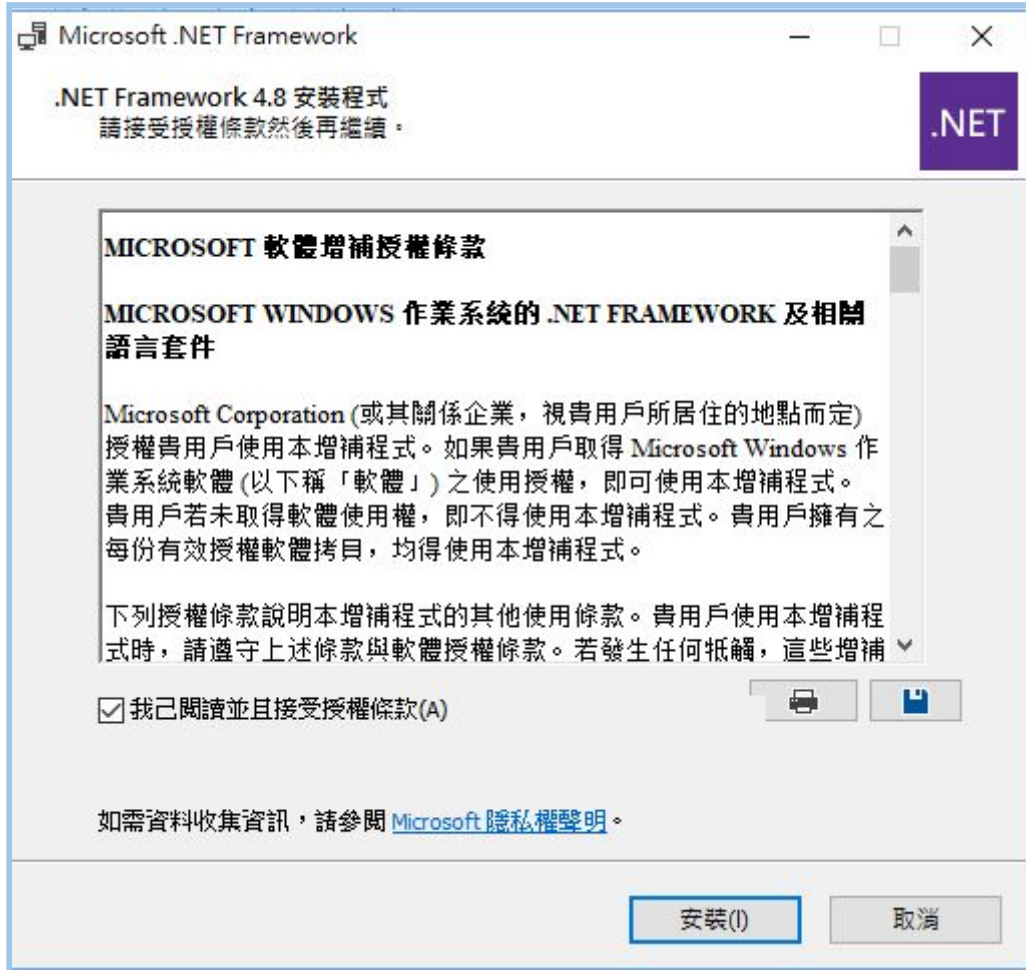 Microsoft .NET Framework
.NET Framework 4.8 安裝程式
請接受授權條款然後再繼續。
.NET
MICROSOFT 軟體增補授權條款
MICROSOFT WINDOWS 作業系統的 .NET FRAMEWORK 及相關
語言套件
Microsoft Corporation (或其關係企業，視貴用戶所居住的地點而定)
授權貴用戶使用本增補程式。如果貴用戶取得 Microsoft Windows 作
業系統軟體 (以下稱「軟體」) 之使用授權，即可使用本增補程式。
貴用戶若未取得軟體使用權，即不得使用本增補程式。貴用戶擁有之
每份有效授權軟體拷貝，均得使用本增補程式。
下列授權條款說明本增補程式的其他使用條款。貴用戶使用本增補程
式時，請遵守上述條款與軟體授權條款。若發生任何牴觸，這些增補
我已閱讀並且接受授權條款(A)
如需資料收集資訊，請參閱 Microsoft 隱私權聲明。
安裝(I)
取消